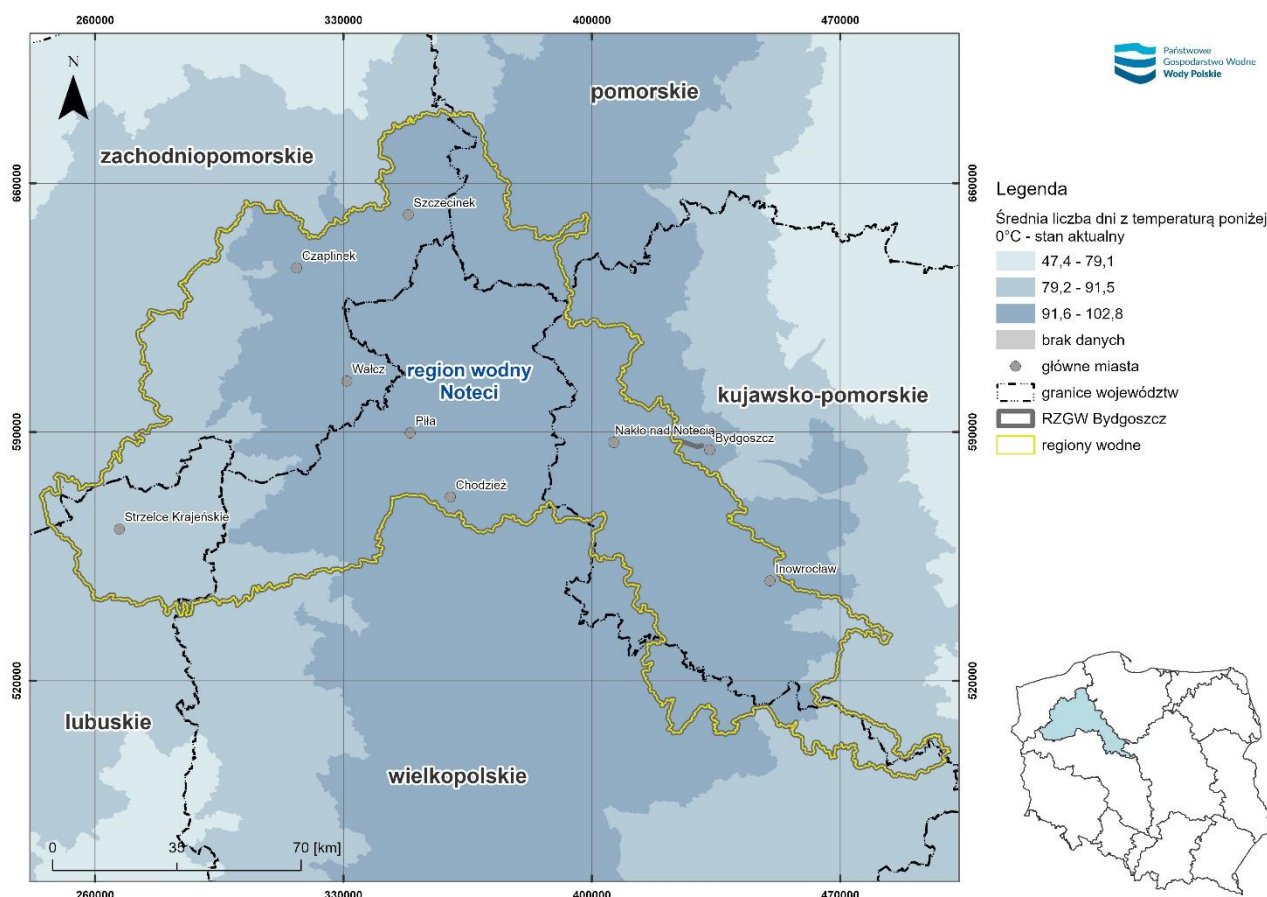 260000
330000
400000
470000
Państwowe
Gospodarstwo Wodne
Wody Polskie
N
pomorskie
zachodniopomorskie
660000
660000
Szczecinek
Czaplinek
Legenda
Średnia liczba dni z temperaturą poniżej
0°C - stan aktualny
47,4 - 79,1
79,2 - 91,5
91,6 - 102,8
brak danych
główne miasta
granice województw
RZGW Bydgoszcz
regiony wodne
Wałcz
region wodny
Noteci
kujawsko-pomorskie
590000
590000
Piła
Nakło nad Notecią
Bydgoszcz
Chodzież
Strzelce Krajeńskie
Inowrocław
520000
520000
lubuskie
wielkopolskie
0
35
70 [km]
260000
330000
400000
470000